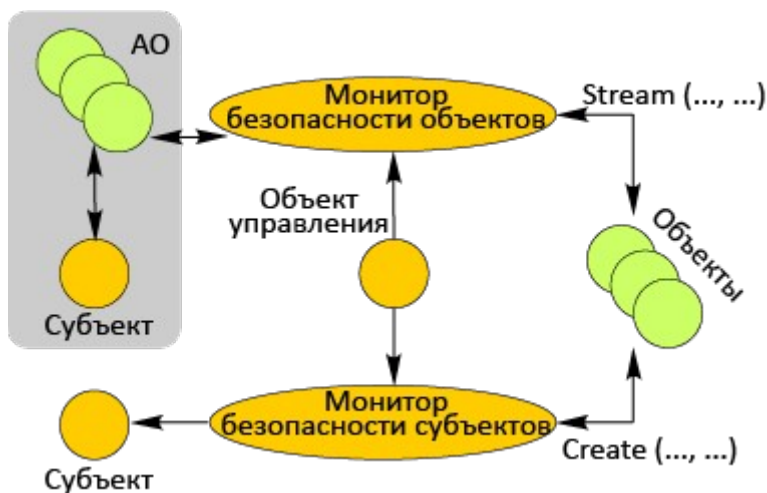 АО
Монитор
безопасности объектов
Stream (..., ...)
Объект
управления
Объекты
Субъект
Монитор
безопасности субъектов
Create (..., ...)
Субъект